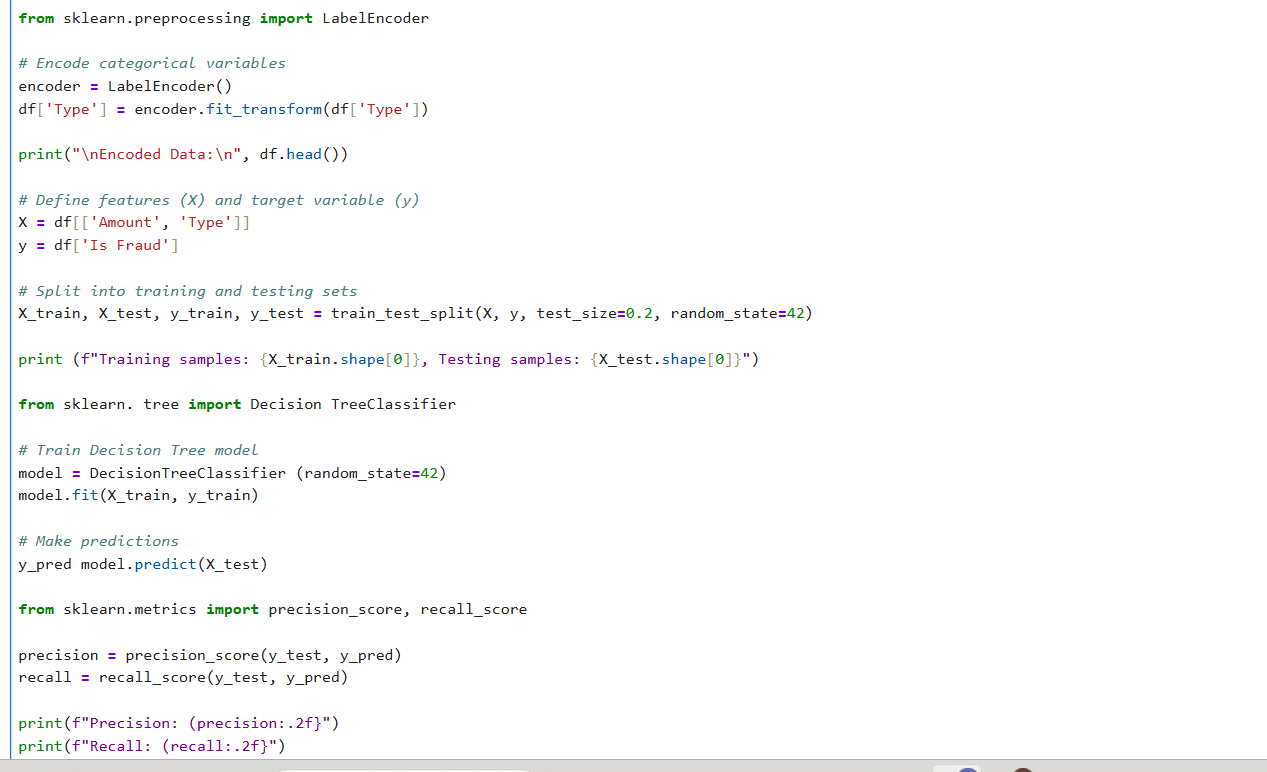 from sklearn.preprocessing import LabelEncoder
# Encode categorical variables
encoder = LabelEncoder()
df['Type'] = encoder.fit_transform(df['Type'])
print("\nEncoded Data:\n", df.head())
# Define features (X) and target variable (y)
X = df[['Amount', 'Type']]
y = df['Is Fraud']
# Split into training and testing sets
X_train, X_test, y_train, y_test = train_test_split(X, y, test_size=0.2, random_state=42)
print (f"Training samples: {X_train.shape[0]}, Testing samples: {X_test.shape[0]}")
from sklearn. tree import Decision TreeClassifier
# Train Decision Tree model
model = DecisionTreeClassifier (random_state=42)
model.fit(X_train, y_train)
# Make predictions
y_pred model.predict(X_test)
from sklearn.metrics import precision_score, recall_score
precision = precision_score(y_test, y_pred)
recall = recall_score(y_test, y_pred)
print(f"Precision: (precision:.2f}")
print(f"Recall: (recall:.2f}")